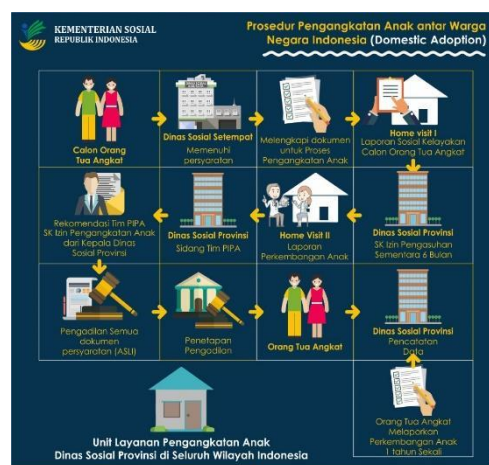 KEMENTERIAN SOSIAL
REPUBLIK INDONESIA
Prosedur Pengangkatan Anak antar Warga
Negara Indonesia (Domestic Adoption)
Calon Orang
Tua Angkat
Dinas Sosial Setempat
Memenuhi
persyaratan
Melengkapi dokumen
untuk Proses
Pengangkatan Anak
Home visit I
Laporan Sosial Kelayakan
Calon Orang Tua Angkat
Dinas Sosial Provinsi
SK Izin Pengasuhan
Sementara 6 Bulan
Home Visit II
Laporan
Perkembangan Anak
Dinas Sosial Provinsi
Sidang Tim PIPA
Rekomendasi Tim PIPA
SK Izin Pengangkatan Anak
dari Kepala Dinas
Sosial Provinsi
Pengadilan Semua
dokumen
persyaratan (ASLI)
Penetapan
Pengadilan
Orang Tua Angkat
Dinas Sosial Provinsi
Pencatatan
Data
Orang Tua Angkat
Melaporkan
Perkembangan Anak
1 tahun Sekali
Unit Layanan Pengangkatan Anak
Dinas Sosial Provinsi di Seluruh Wilayah Indonesia